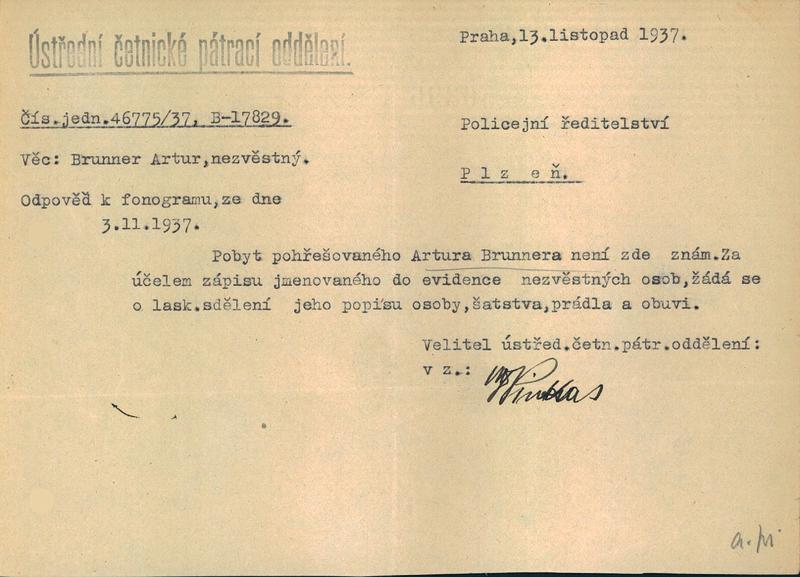 Ústřední četnické pátrací oddělení.
Praha,13.listopad 1937.
Čís.jedn.46775/37, B-17829.
Policejní ředitelství
Věc: Brunner Artur,nezvěstný.
P l z e ň.
Odpověď k fonogramu,ze dne
3.11.1937.
Pobyt pohřešovaného Artura Brunnera není zde znám.Za
účelem zápisu jmenovaného do evidence nezvěstných osob,žádá se
o lask.sdělení jeho popisu osoby,šatstva,prádla a obuvi.
Velitel ústřed.četn.pátr.oddělení:
v z.: